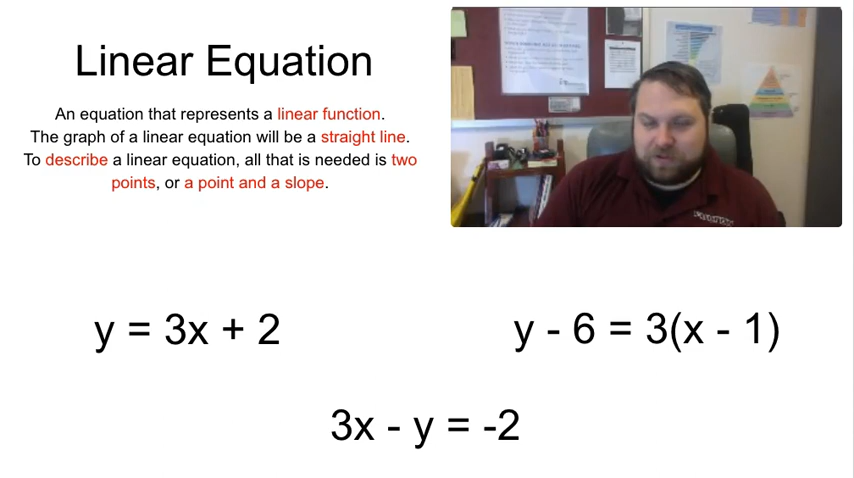 Linear Equation
An equation that represents a linear function.
The graph of a linear equation will be a straight line.
To describe a linear equation, all that is needed is two
points, or a point and a slope.
y = 3x + 2
y - 6 = 3(x - 1)
3x - y = -2